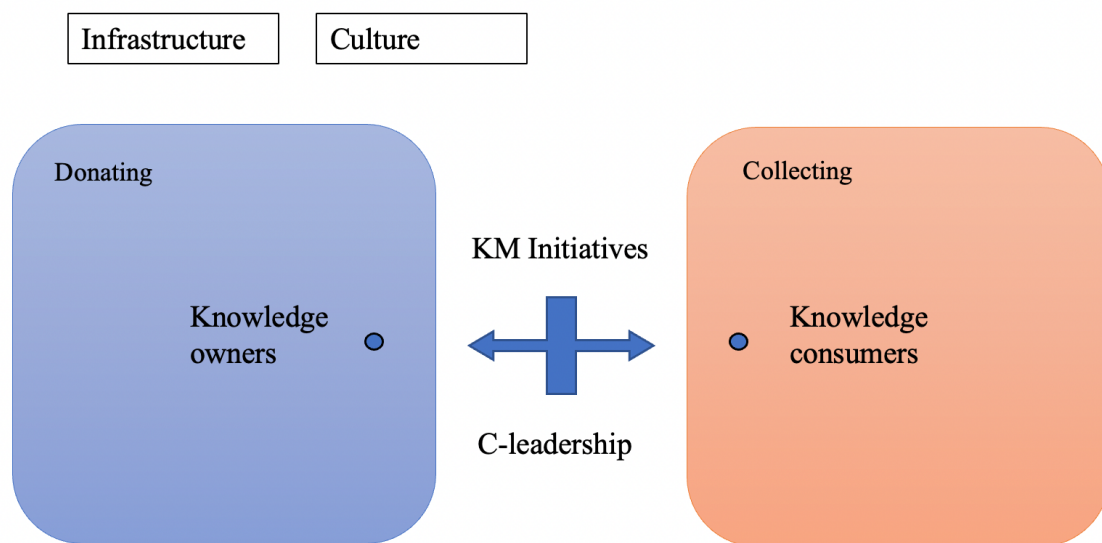 Infrastructure
Culture
Donating
Collecting
KM Initiatives
Knowledge
owners
Knowledge
consumers
C-leadership